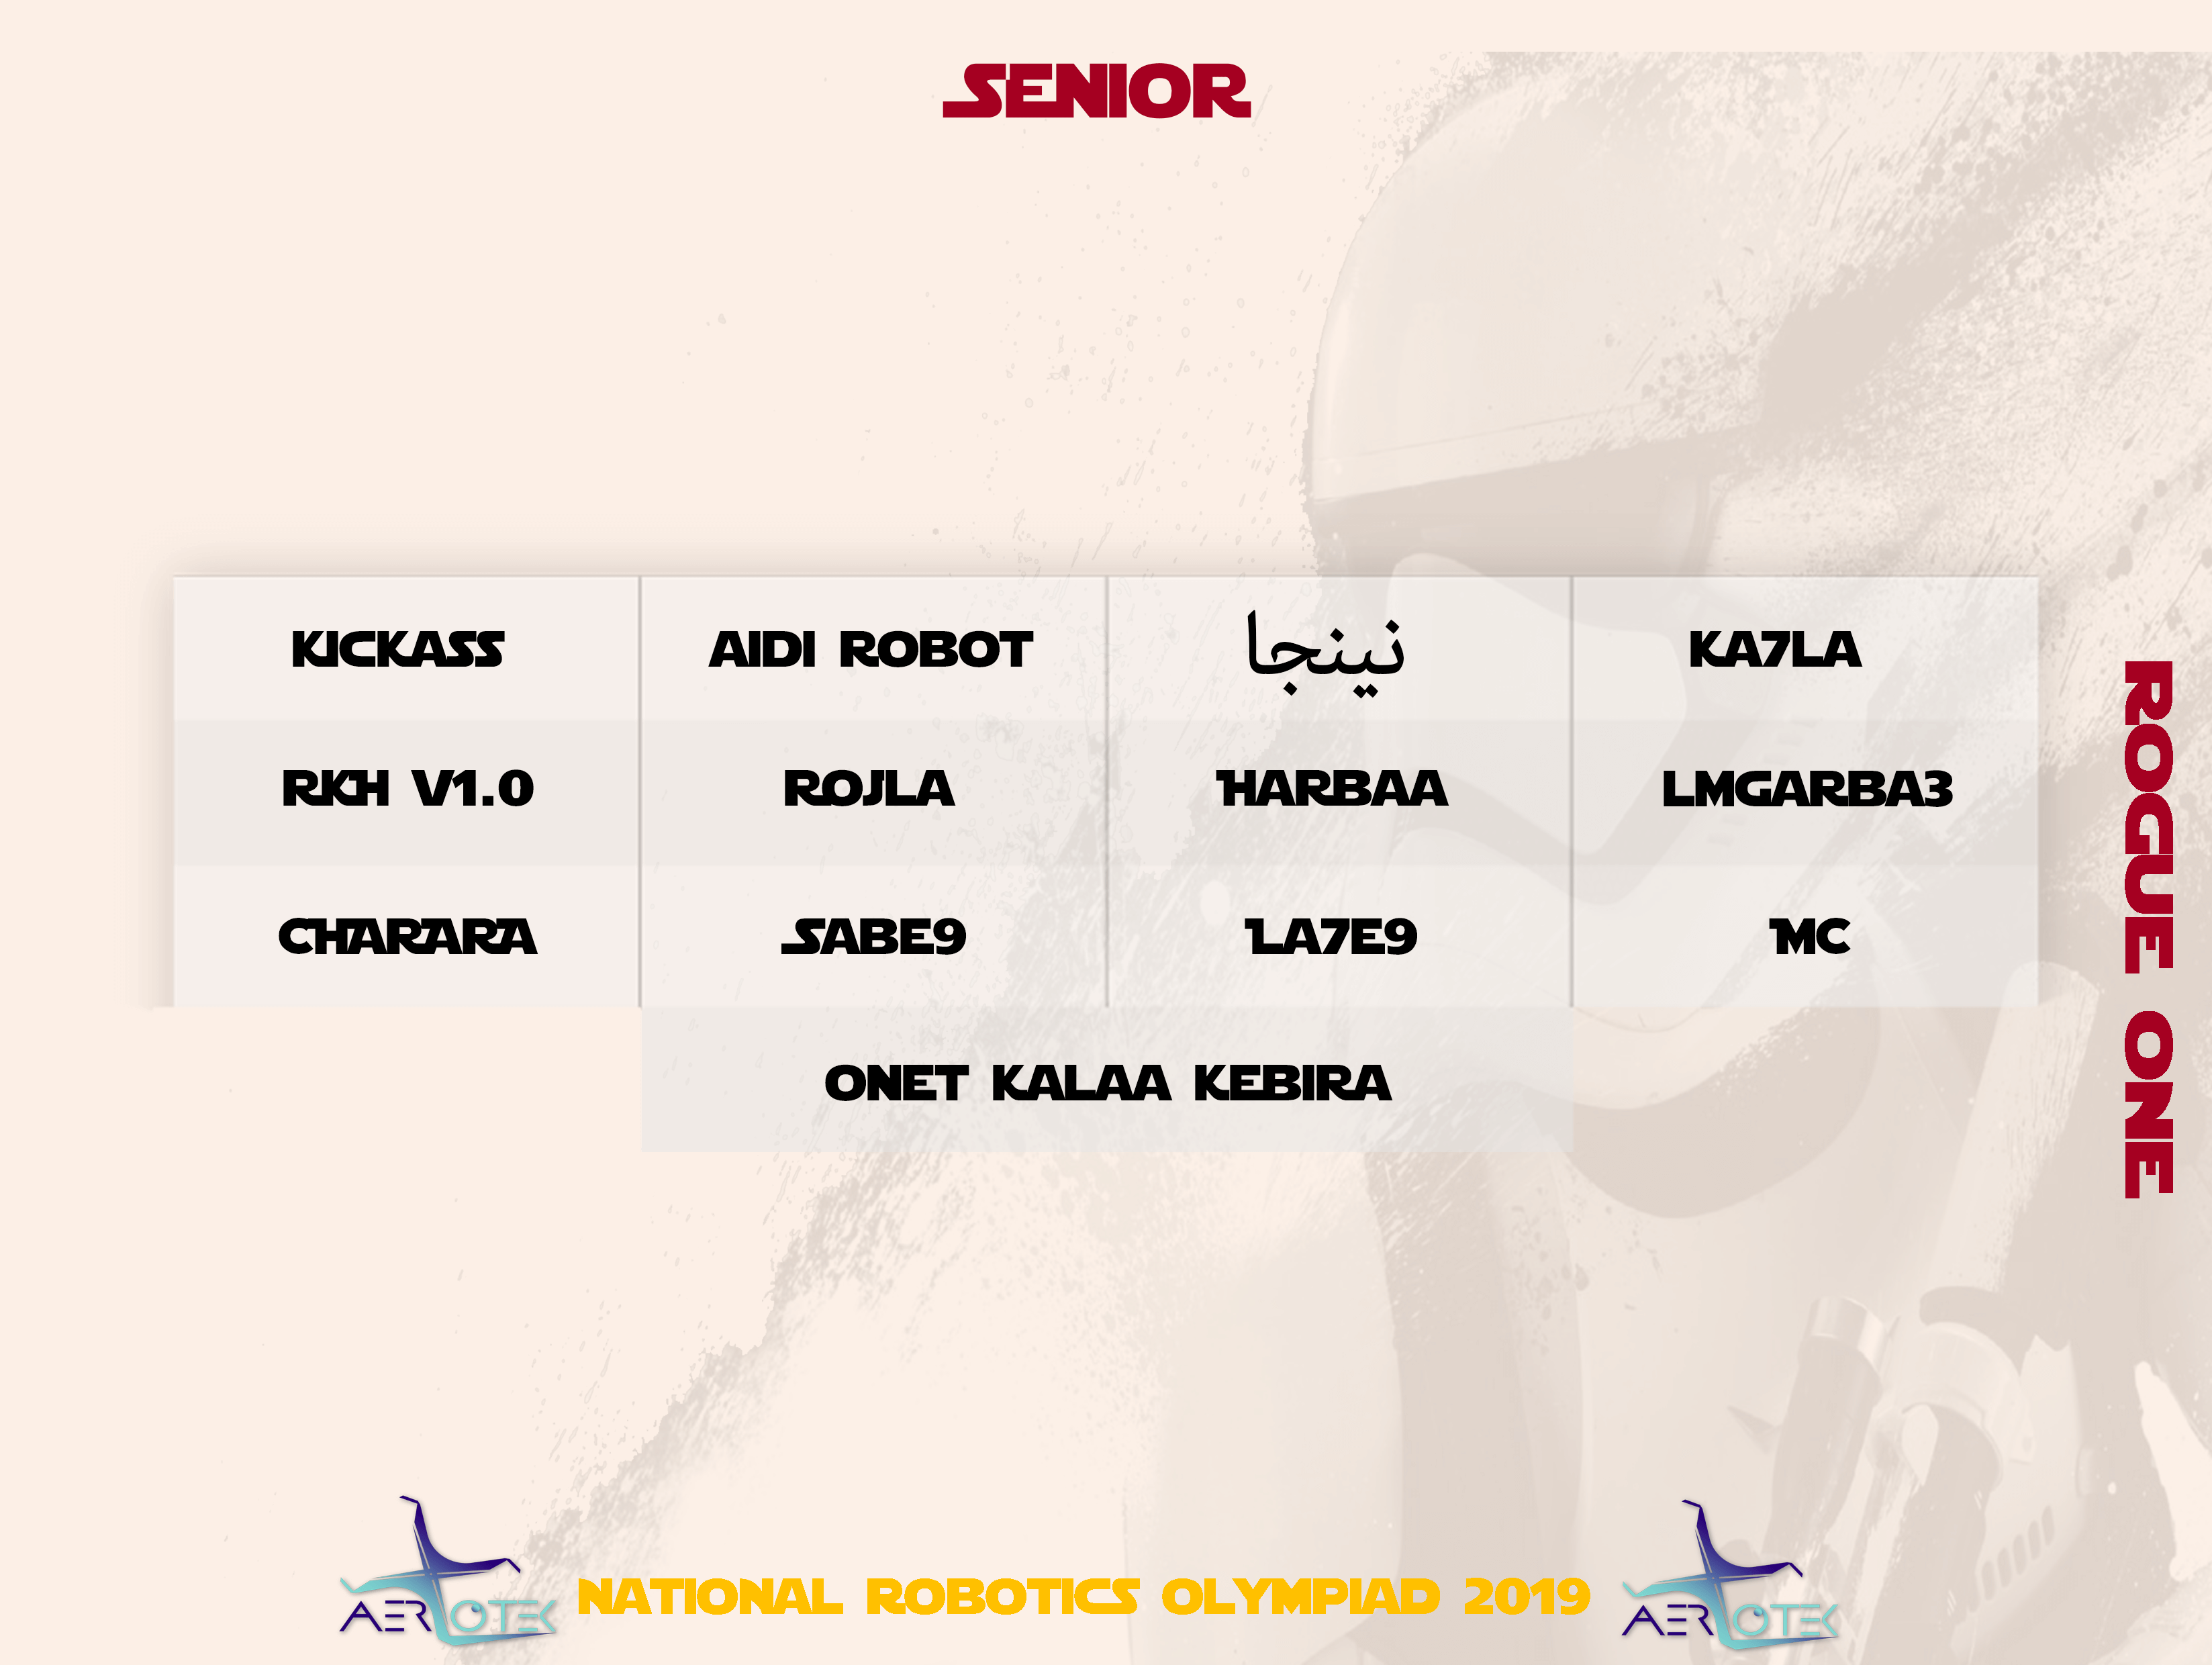 SENIOR
KICKASS AIDI ROBOT نينجا KA7LA
RKH V1.0 ROJLA HARBAA LMGARBA3
CHARARA SABE9 LA7E9 MC
ONET KALAA KEBIRA
ROGUE ONE
AEROTEK NATIONAL ROBOTICS OLYMPIAD 2019 AEROTEK